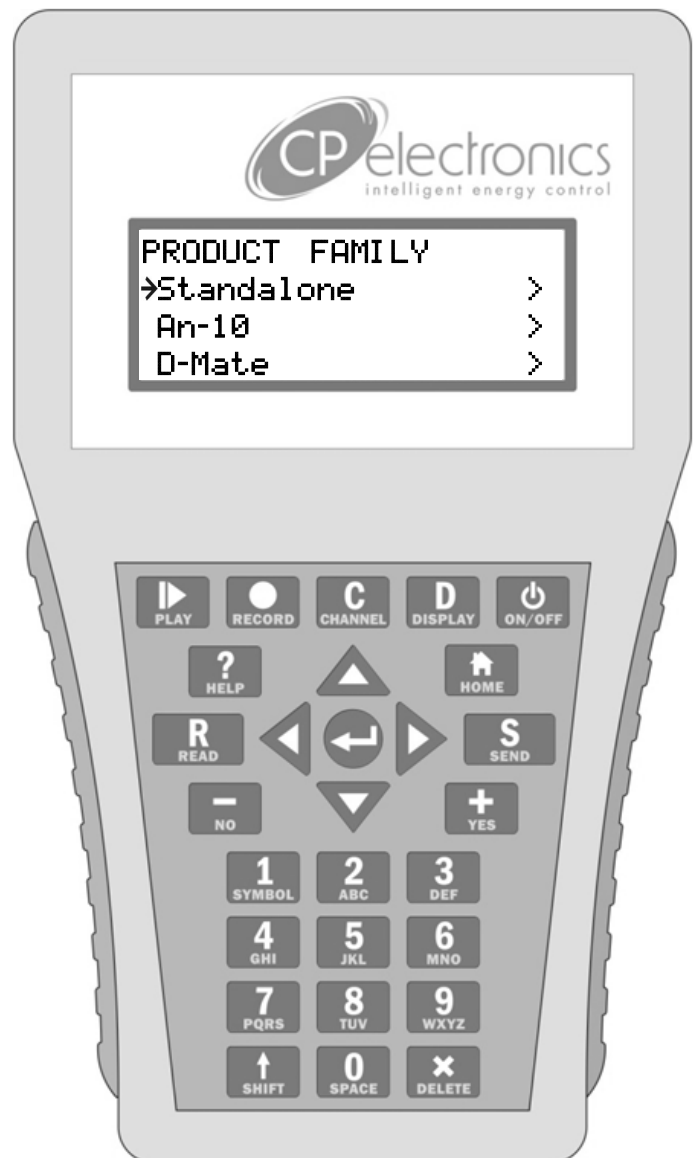 CP electronics
intelligent energy control
PRODUCT FAMILY
→Standalone >
An-10 >
D-Mate >
PLAY
RECORD
C
CHANNEL
D
DISPLAY
ON/OFF
?
HELP
HOME
R
READ
S
SEND
–
NO
+
YES
1
SYMBOL
2
ABC
3
DEF
4
GHI
5
JKL
6
MNO
7
PQRS
8
TUV
9
WXYZ
SHIFT
0
SPACE
DELETE